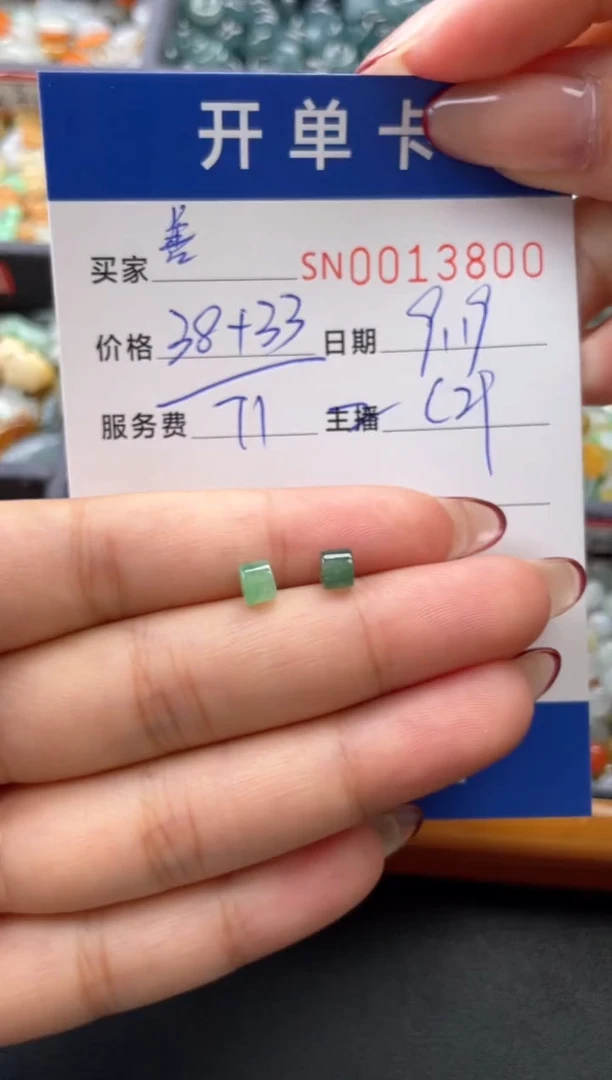 开单卡
买家 善 SN0013800
价格 38+33 日期 9.19
服务费 71 主播